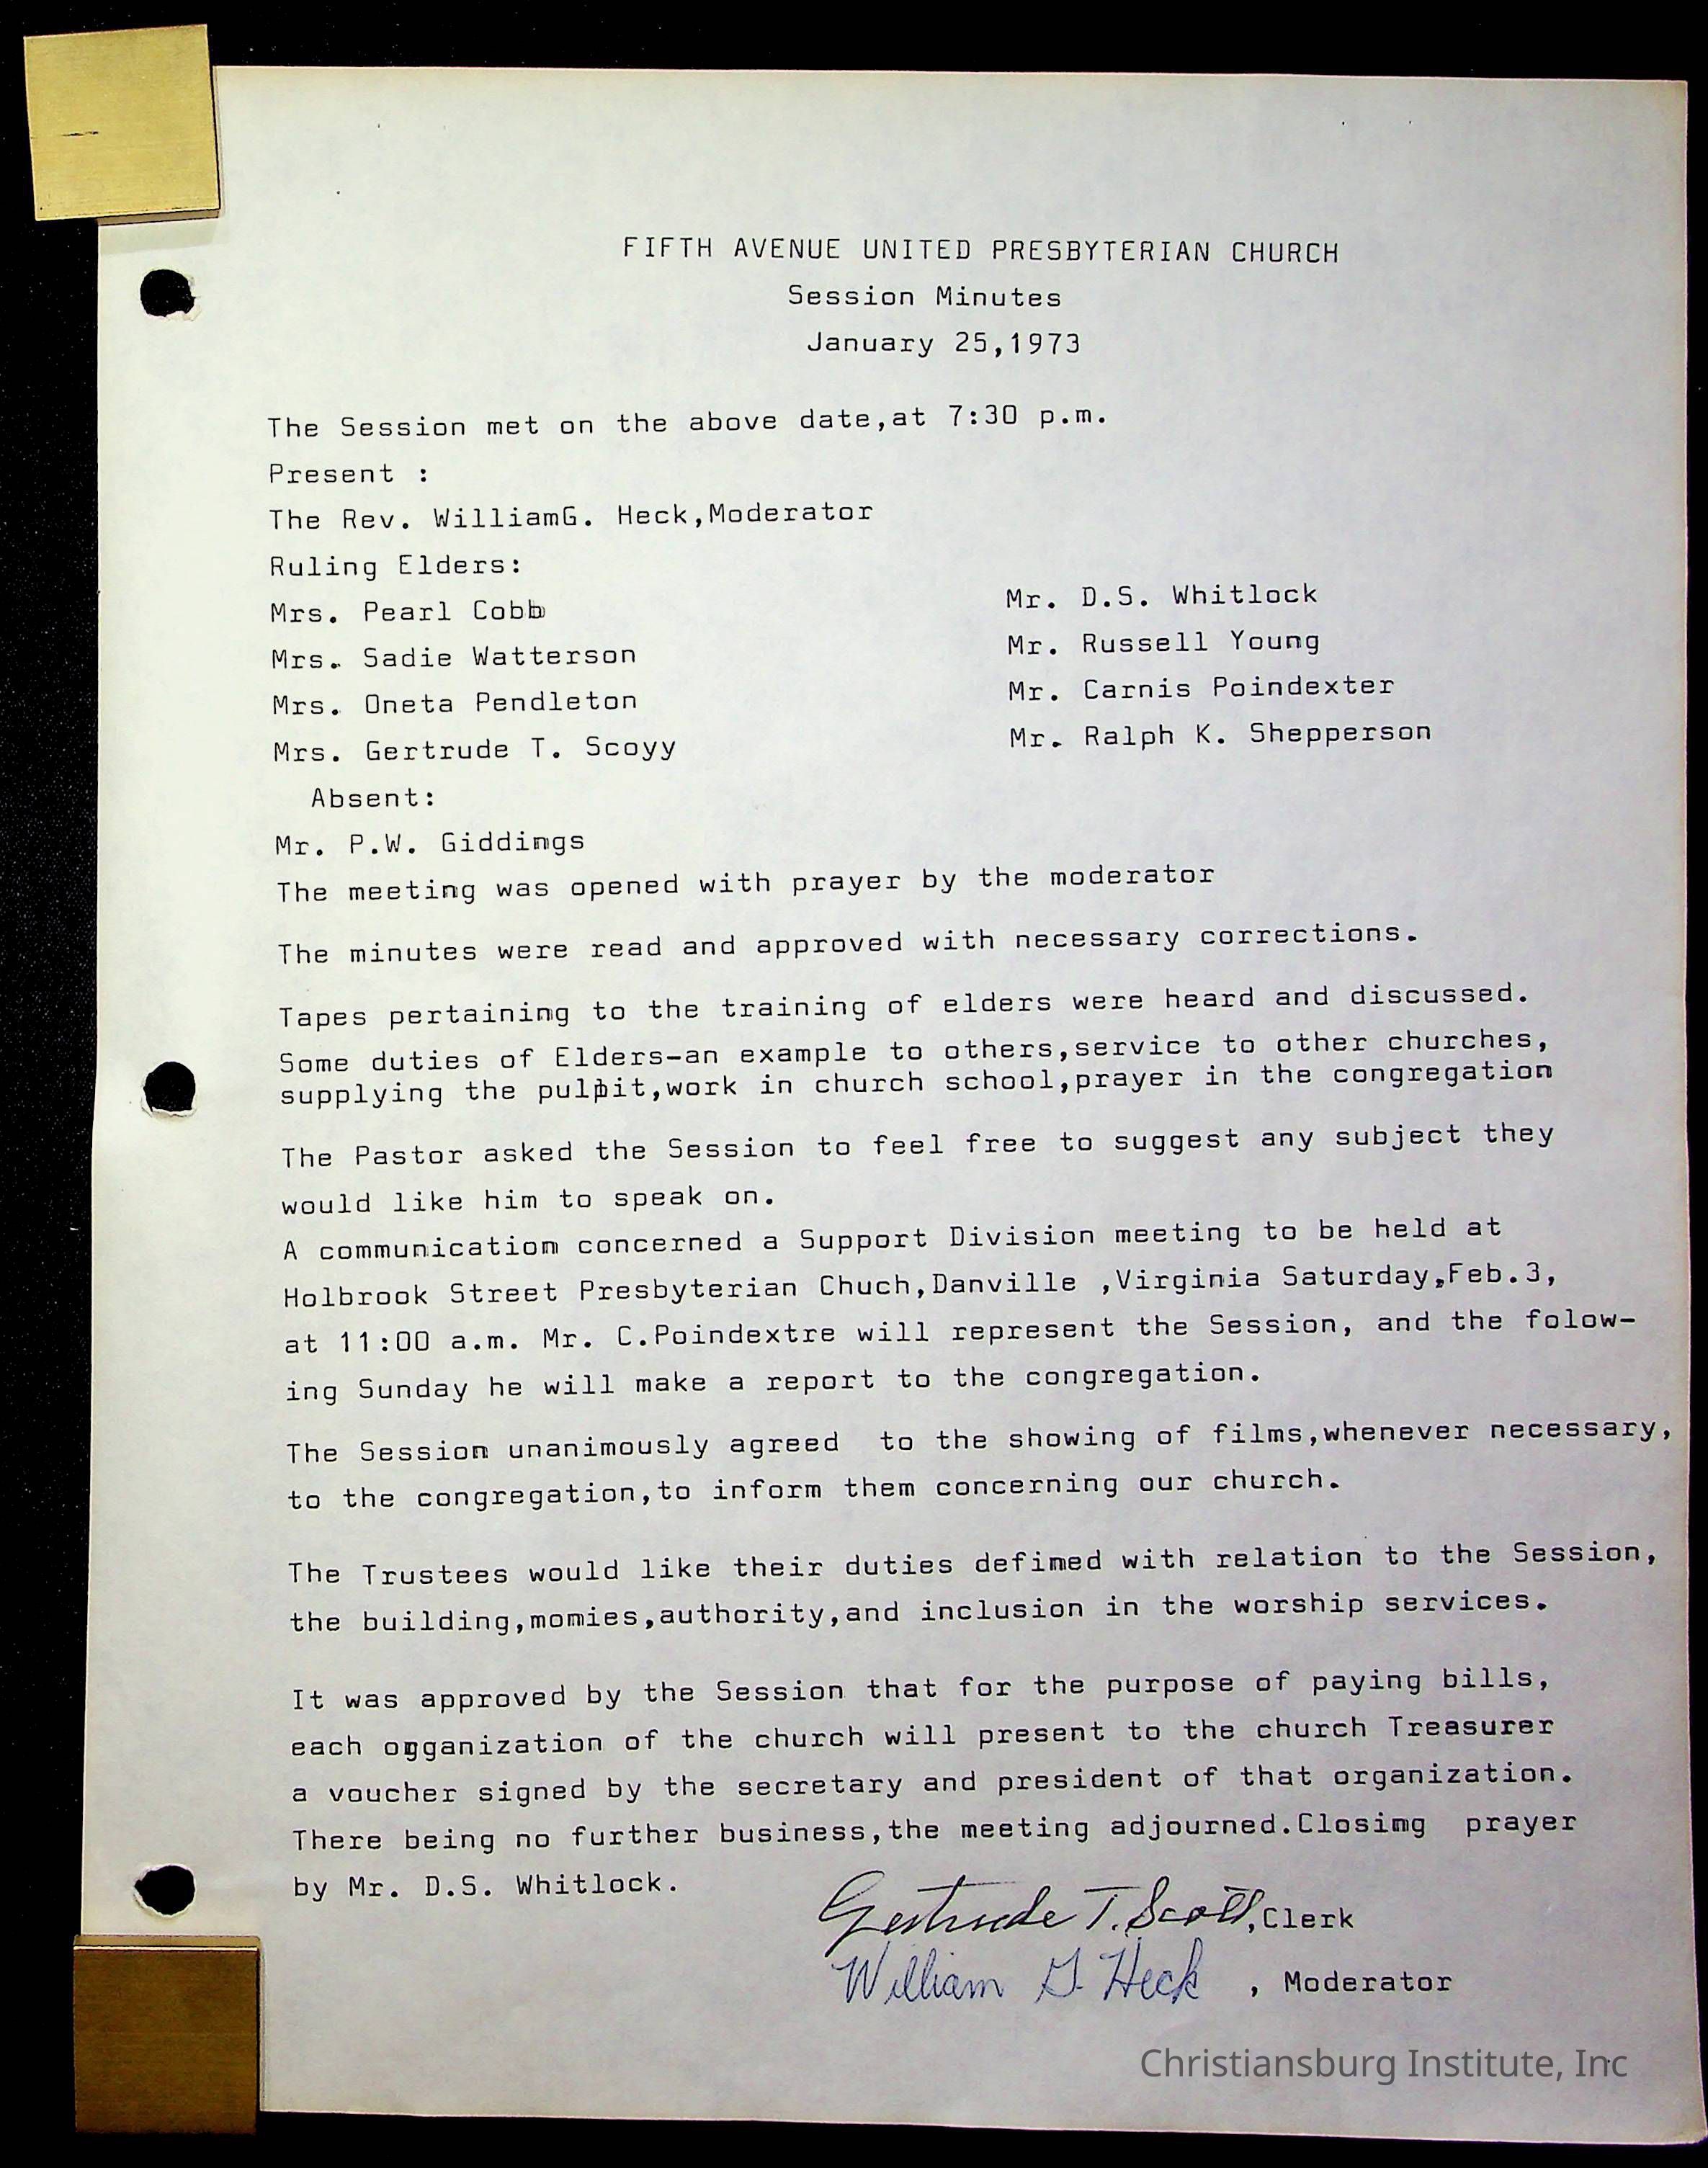 FIFTH AVENUE UNITED PRESBYTERIAN CHURCH
Session Minutes
January 25,1973
The Session met on the above date,at 7:30 p.m.
Present :
The Rev. WilliamG. Heck,Moderator
Ruling Elders:
Mrs. Pearl Cobb
Mrs. Sadie Watterson
Mrs. Oneta Pendleton
Mrs. Gertrude T. Scoyy
Mr. D.S. Whitlock
Mr. Russell Young
Mr. Carnis Poindexter
Mr. Ralph K. Shepperson
Absent:
Mr. P.W. Giddings
The meeting was opened with prayer by the moderator
The minutes were read and approved with necessary corrections.
Tapes pertaining to the training of elders were heard and discussed.
Some duties of Elders-an example to others,service to other churches,
supplying the pulpit,work in church school,prayer in the congregation
The Pastor asked the Session to feel free to suggest any subject they
would like him to speak on.
A communication concerned a Support Division meeting to be held at
Holbrook Street Presbyterian Chuch,Danville ,Virginia Saturday,Feb.3,
at 11:00 a.m. Mr. C.Poindextre will represent the Session, and the folow-
ing Sunday he will make a report to the congregation.
The Session unanimously agreed to the showing of films,whenever necessary,
to the congregation,to inform them concerning our church.
The Trustees would like their duties defimed with relation to the Session,
the building,momies,authority,and inclusion in the worship services.
It was approved by the Session that for the purpose of paying bills,
each ogganization of the church will present to the church Treasurer
a voucher signed by the secretary and president of that organization.
There being no further business,the meeting adjourned.Closimg prayer
by Mr. D.S. Whitlock.
Gertrude T. Scott,Clerk
William G. Heck , Moderator
Christiansburg Institute, Inc